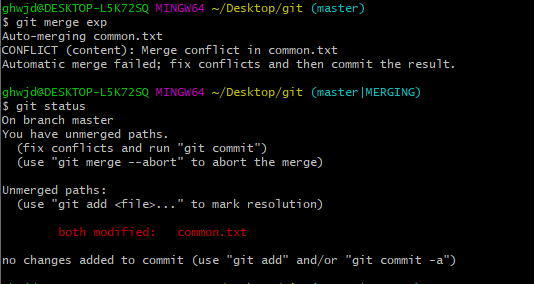 ghwjd@DESKTOP-L5K72SQ MINGW64 ~/Desktop/git (master)
$ git merge exp
Auto-merging common.txt
CONFLICT (content): Merge conflict in common.txt
Automatic merge failed; fix conflicts and then commit the result.
ghwjd@DESKTOP-L5K72SQ MINGW64 ~/Desktop/git (master|MERGING)
$ git status
On branch master
You have unmerged paths.
  (fix conflicts and run "git commit")
  (use "git merge --abort" to abort the merge)
Unmerged paths:
  (use "git add <file>..." to mark resolution)
        both modified:   common.txt
no changes added to commit (use "git add" and/or "git commit -a")